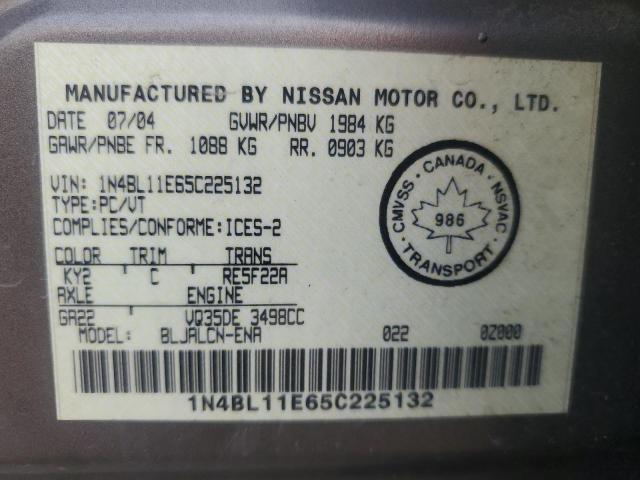 MANUFACTURED BY NISSAN MOTOR CO., LTD.
DATE 07/04 GVWR/PNBV 1984 KG
GAWR/PNBE FR. 1088 KG RR. 0903 KG
VIN: 1N4BL11E65C225132
TYPE:PC/VT
COMPLIES/CONFORME:ICES-2
CMVSS · CANADA · NSVAC · TRANSPORT ·
986
COLOR TRIM TRANS
KY2 C RE5F22A
AXLE ENGINE
GA22 VQ35DE 3498CC
MODEL: BLJALCN-ENA 022 0Z000
1N4BL11E65C225132